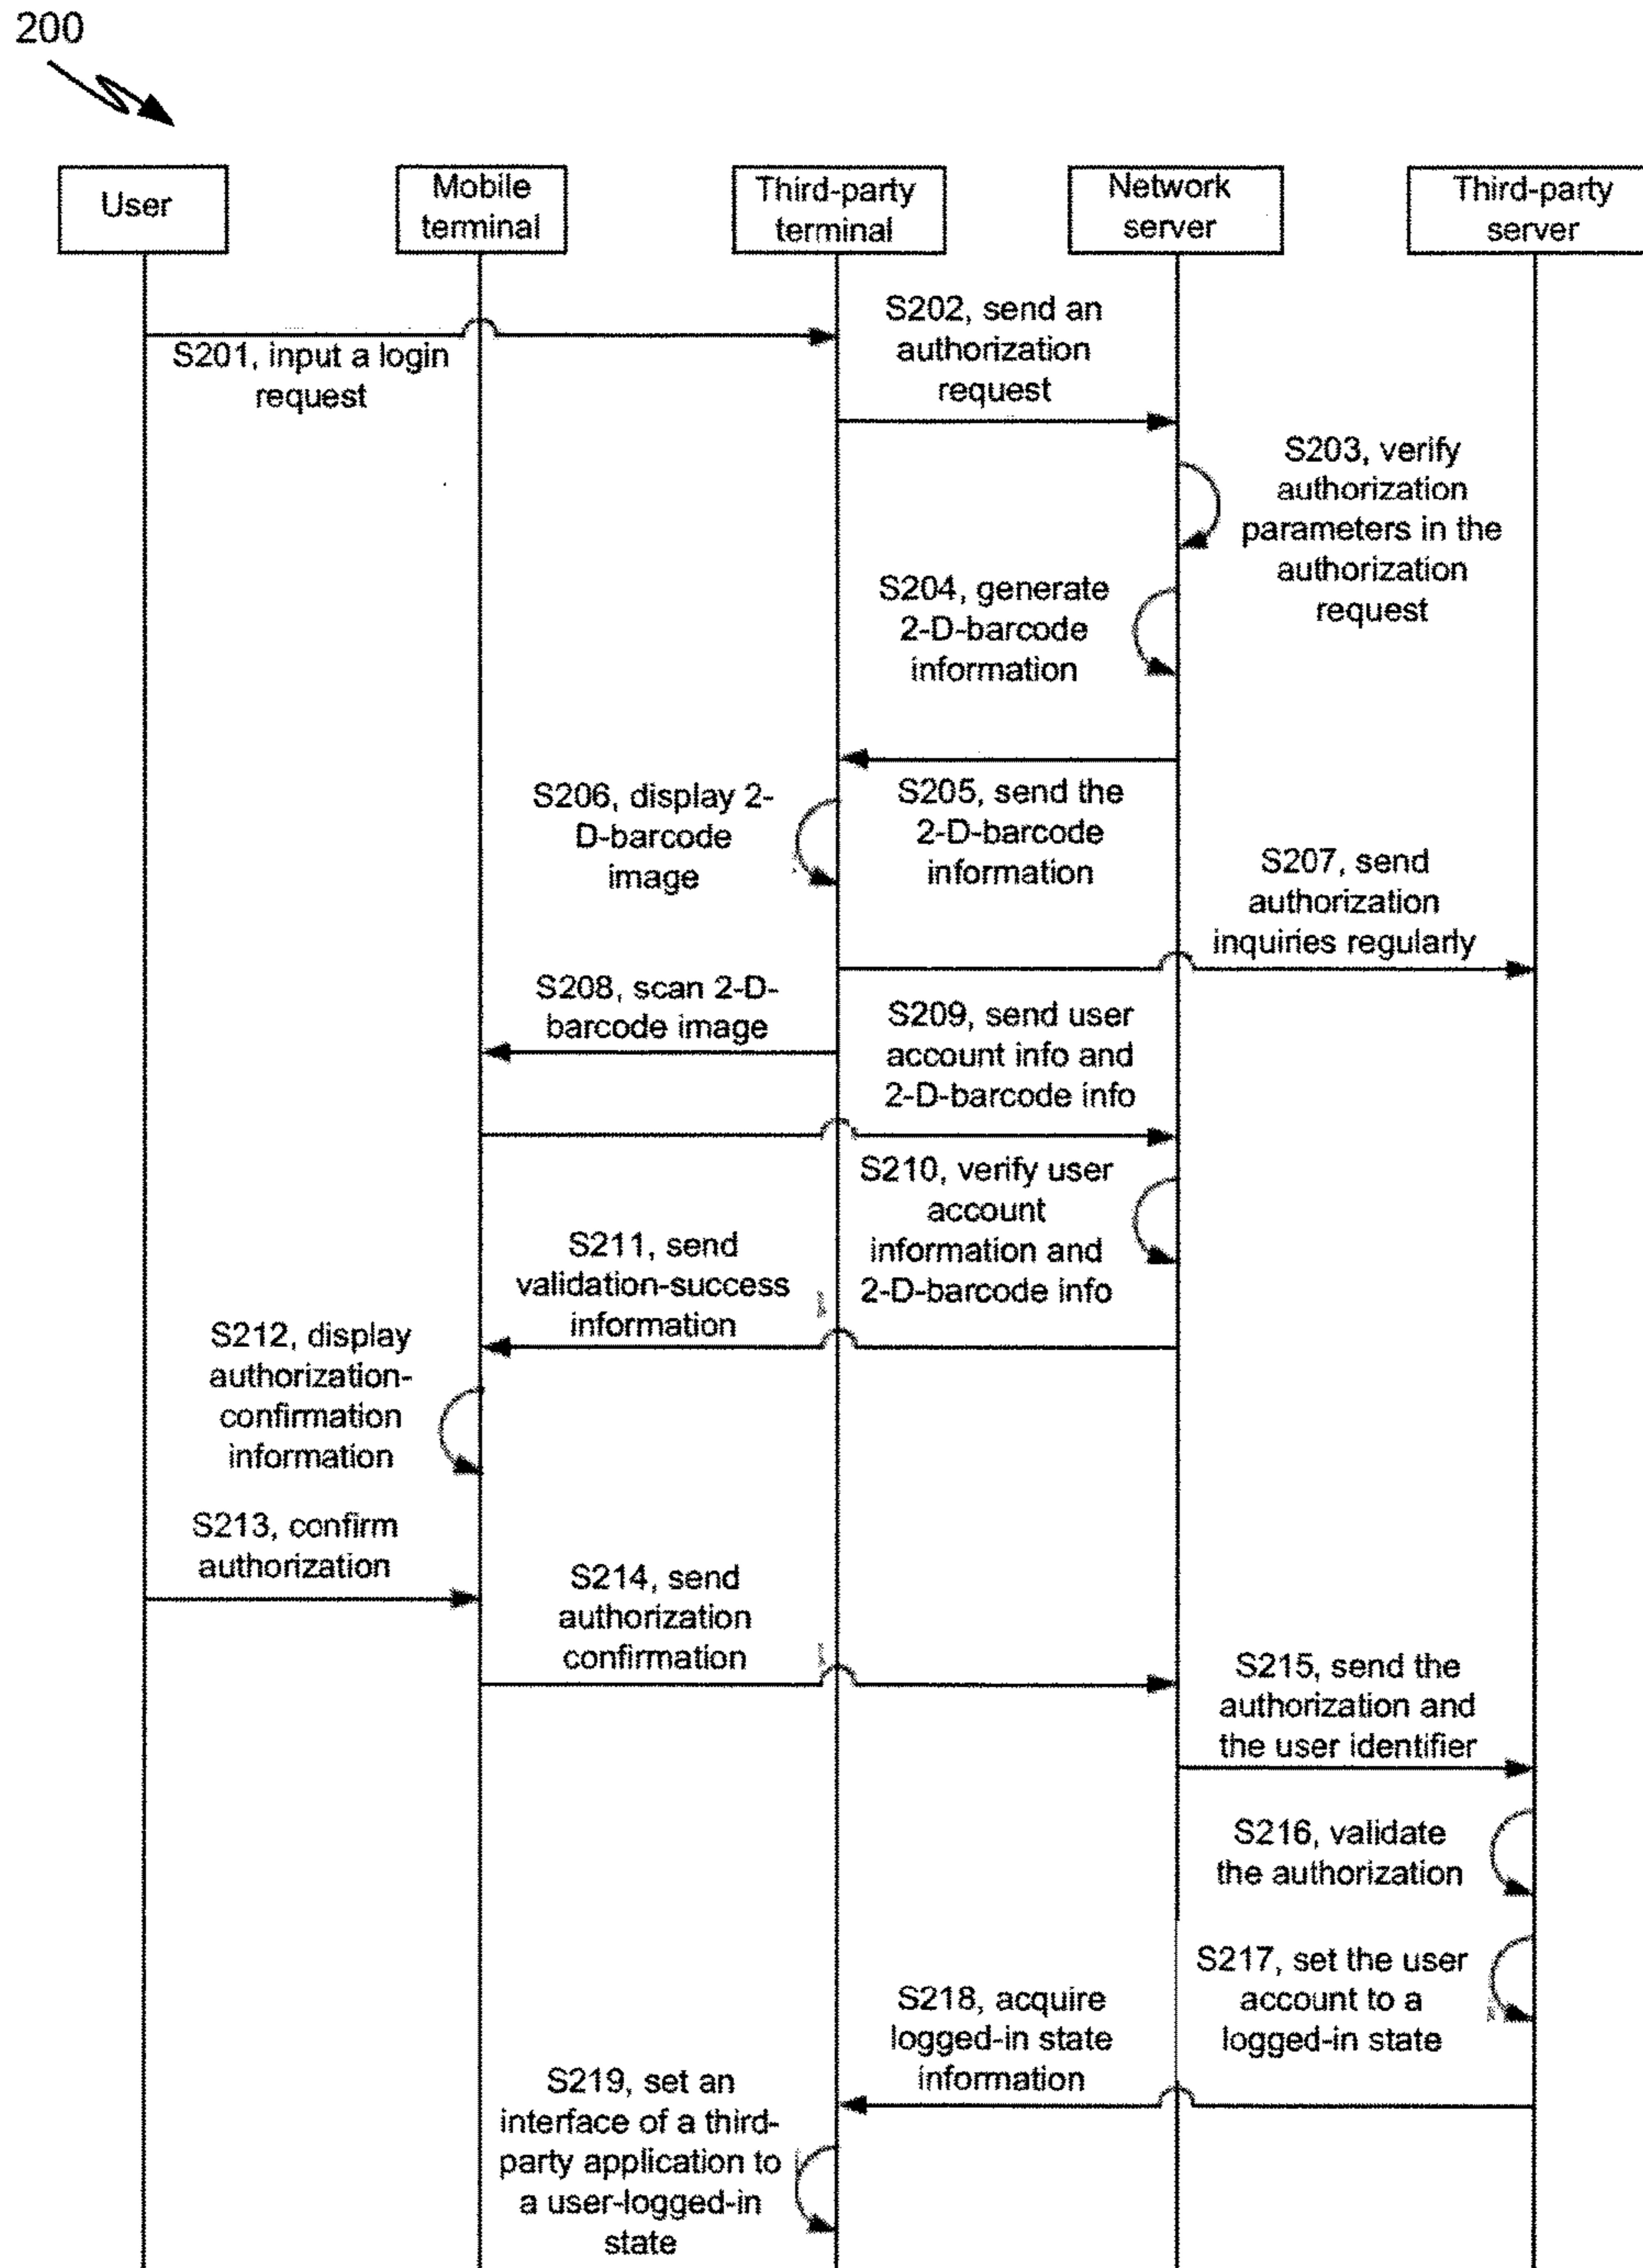 200
User
Mobile
terminal
Third-party
terminal
Network
server
Third-party
server
S201, input a login
request
S202, send an
authorization
request
S203, verify
authorization
parameters in the
authorization
request
S204, generate
2-D-barcode
information
S205, send the
2-D-barcode
information
S206, display 2-
D-barcode
image
S207, send
authorization
inquiries regularly
S208, scan 2-D-
barcode image
S209, send user
account info and
2-D-barcode info
S210, verify user
account
information and
2-D-barcode info
S211, send
validation-success
information
S212, display
authorization-
confirmation
information
S213, confirm
authorization
S214, send
authorization
confirmation
S215, send the
authorization and
the user identifier
S216, validate
the authorization
S217, set the user
account to a
logged-in state
S218, acquire
logged-in state
information
S219, set an
interface of a third-
party application to
a user-logged-in
state